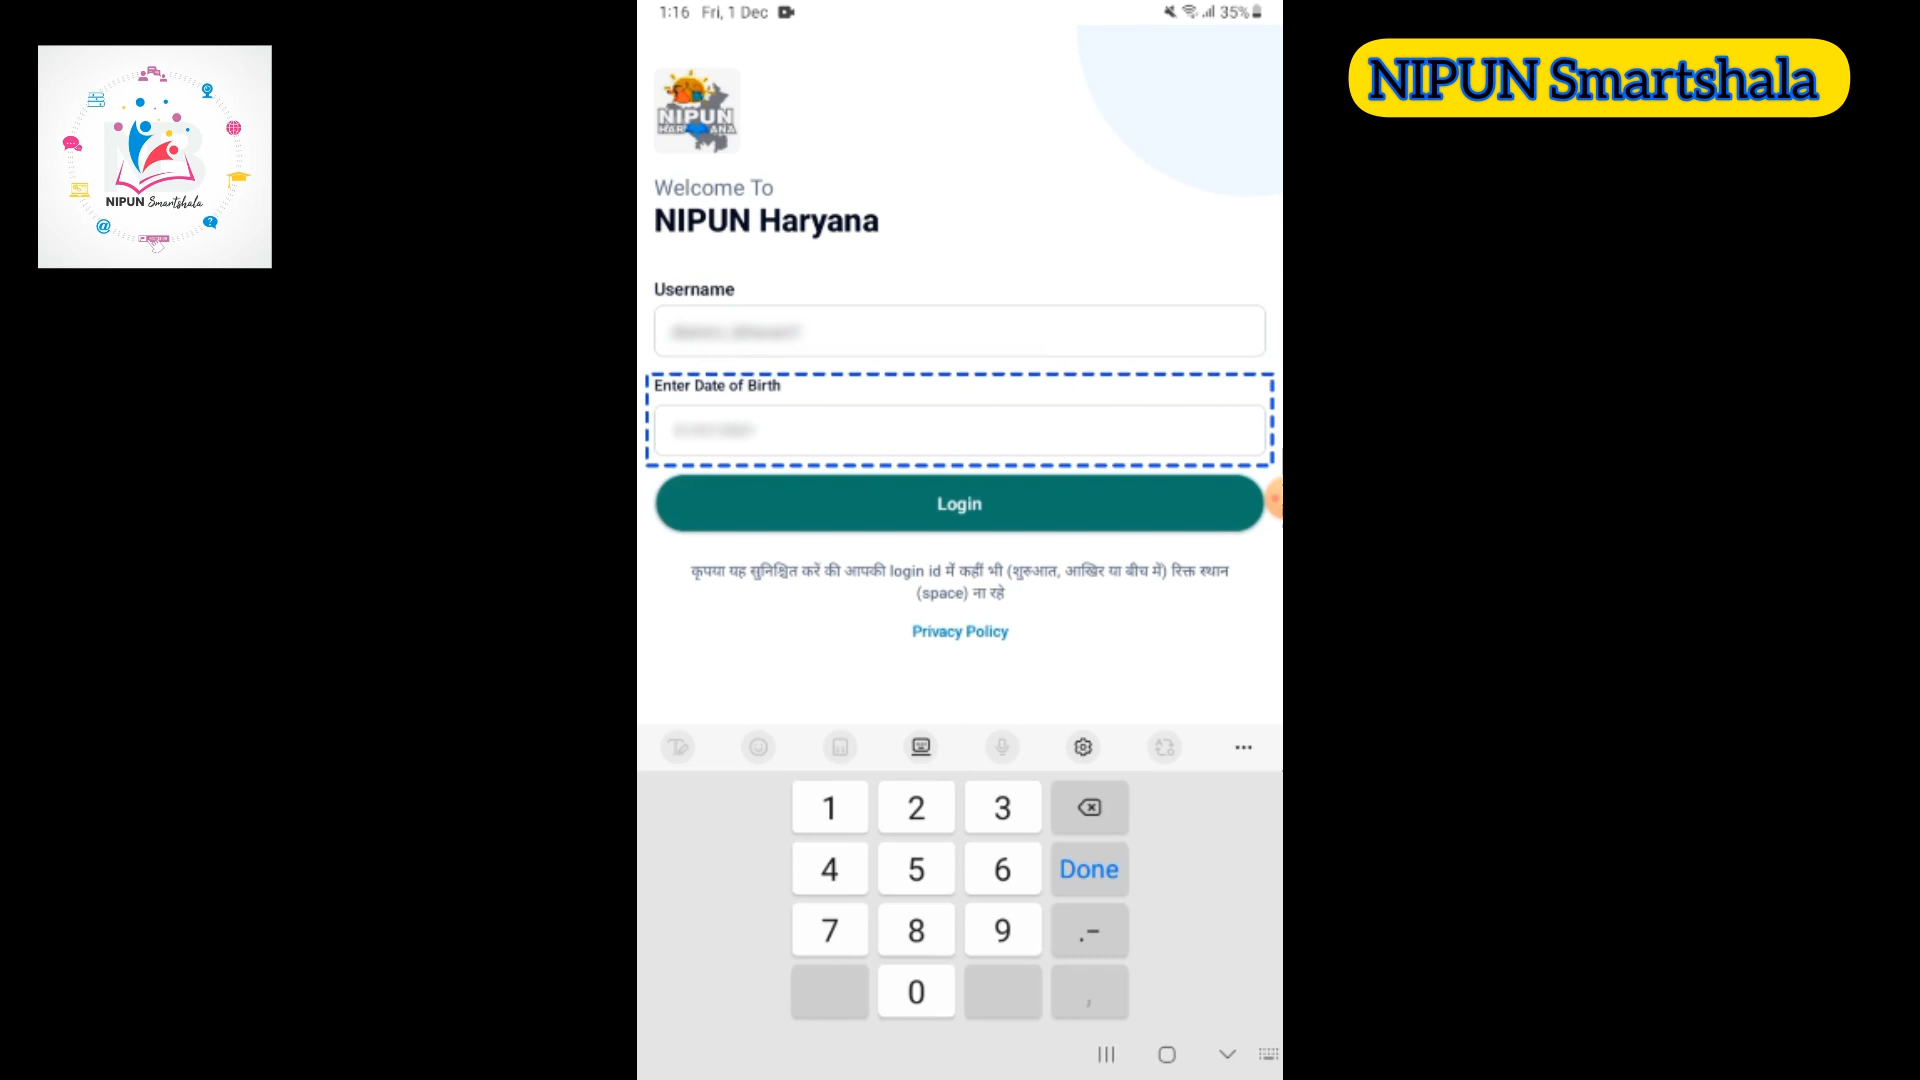 1:16 Fri, 1 Dec
35%
NIPUN Smartshala
NIPUN Smartshala
NIPUN
HARYANA
Welcome To
NIPUN Haryana
Username
Enter Date of Birth
Login
कृपया यह सुनिश्चित करें की आपकी login id में कहीं भी (शुरुआत, आखिर या बीच में) रिक्त स्थान
(space) ना रहे
Privacy Policy
1 2 3
4 5 6 Done
7 8 9 .-
0 ,